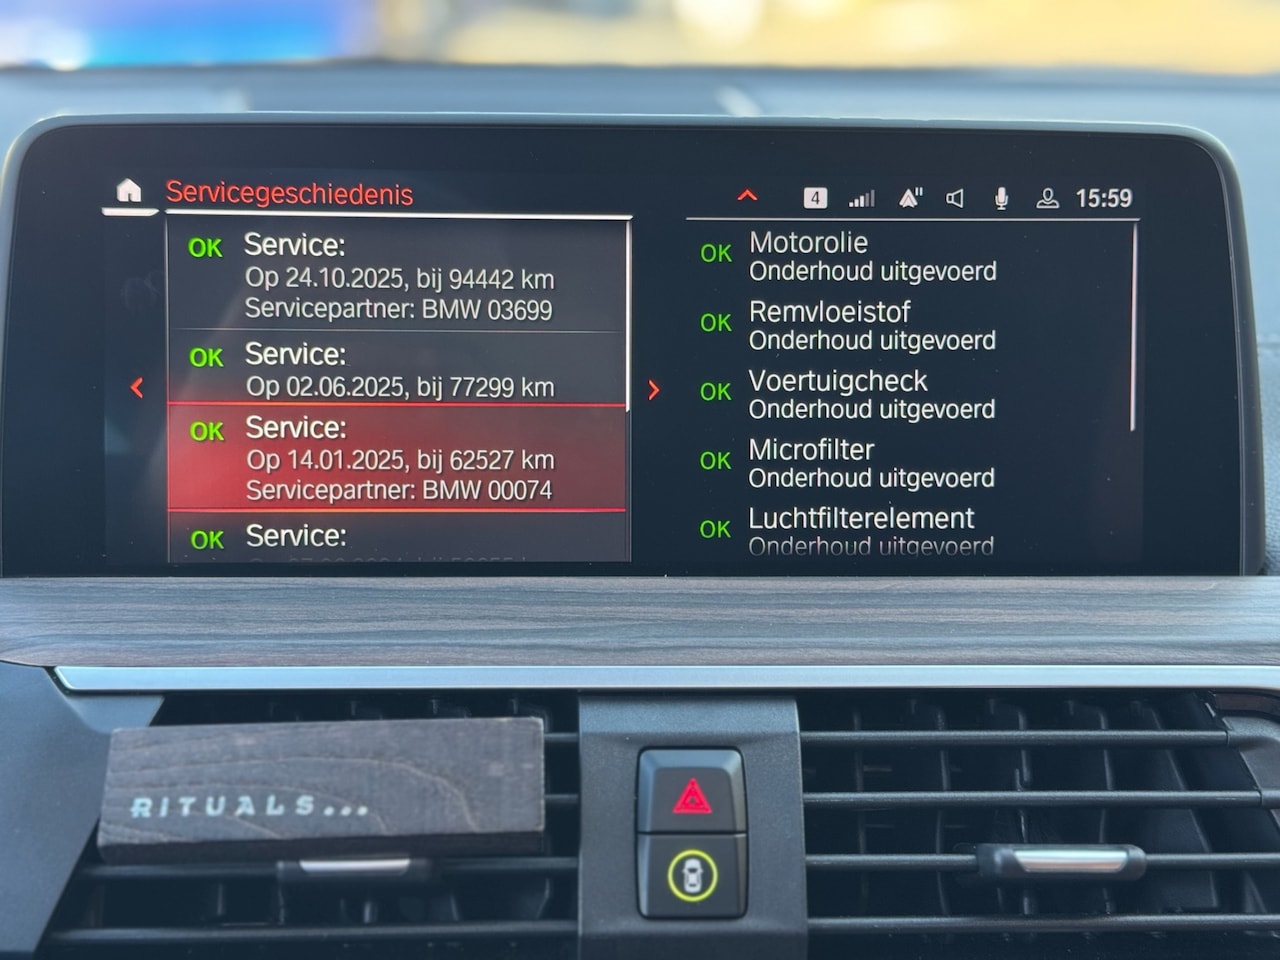 Servicegeschiedenis
4
15:59
OK Service:
Op 24.10.2025, bij 94442 km
Servicepartner: BMW 03699
OK Service:
Op 02.06.2025, bij 77299 km
OK Service:
Op 14.01.2025, bij 62527 km
Servicepartner: BMW 00074
OK Service:
OK Motorolie
Onderhoud uitgevoerd
OK Remvloeistof
Onderhoud uitgevoerd
OK Voertuigcheck
Onderhoud uitgevoerd
OK Microfilter
Onderhoud uitgevoerd
OK Luchtfilterelement
Onderhoud uitgevoerd
RITUALS...